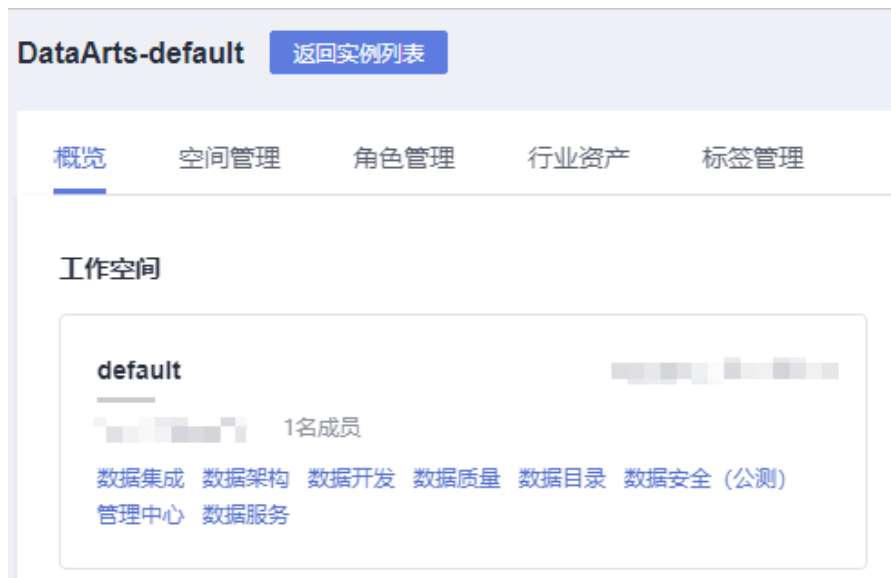 DataArts-default 返回实例列表
概览 空间管理 角色管理 行业资产 标签管理
工作空间
default
1名成员
数据集成 数据架构 数据开发 数据质量 数据目录 数据安全（公测）
管理中心 数据服务